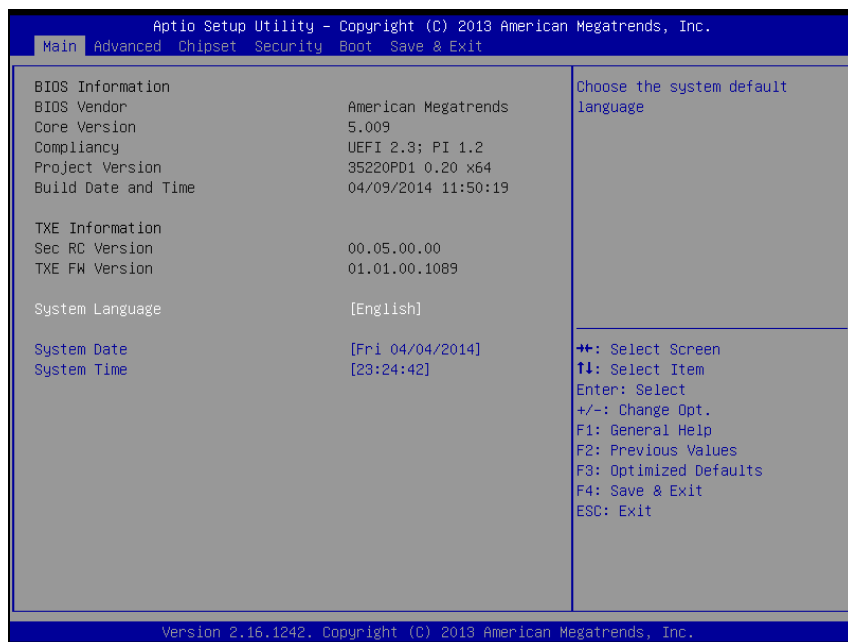 Aptio Setup Utility – Copyright (C) 2013 American Megatrends, Inc.
Main Advanced Chipset Security Boot Save & Exit
BIOS Information
BIOS Vendor American Megatrends
Core Version 5.009
Compliancy UEFI 2.3; PI 1.2
Project Version 35220PD1 0.20 x64
Build Date and Time 04/09/2014 11:50:19
TXE Information
Sec RC Version 00.05.00.00
TXE FW Version 01.01.00.1089
System Language [English]
System Date [Fri 04/04/2014]
System Time [23:24:42]
Choose the system default
language
→←: Select Screen
↑↓: Select Item
Enter: Select
+/-: Change Opt.
F1: General Help
F2: Previous Values
F3: Optimized Defaults
F4: Save & Exit
ESC: Exit
Version 2.16.1242. Copyright (C) 2013 American Megatrends, Inc.